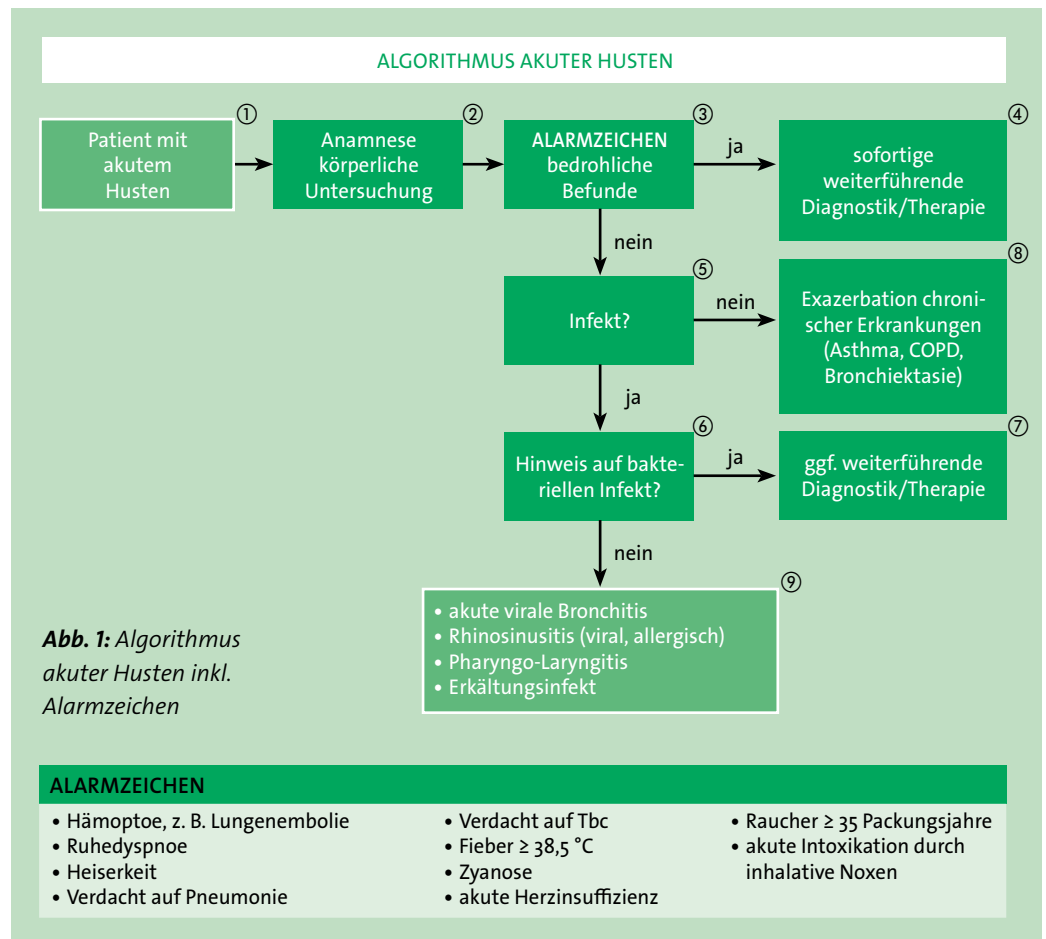 ALGORITHMUS AKUTER HUSTEN
①
Patient mit
akutem
Husten
②
Anamnese
körperliche
Untersuchung
③
ALARMZEICHEN
bedrohliche
Befunde
ja
④
sofortige
weiterführende
Diagnostik/Therapie
nein
⑤
Infekt?
nein
⑧
Exazerbation chroni-
scher Erkrankungen
(Asthma, COPD,
Bronchiektasie)
ja
⑥
Hinweis auf bakte-
riellen Infekt?
ja
⑦
ggf. weiterführende
Diagnostik/Therapie
nein
⑨
• akute virale Bronchitis
• Rhinosinusitis (viral, allergisch)
• Pharyngo-Laryngitis
• Erkältungsinfekt
Abb. 1: Algorithmus
akuter Husten inkl.
Alarmzeichen
ALARMZEICHEN
• Hämoptoe, z. B. Lungenembolie
• Ruhedyspnoe
• Heiserkeit
• Verdacht auf Pneumonie
• Verdacht auf Tbc
• Fieber ≥ 38,5 °C
• Zyanose
• akute Herzinsuffizienz
• Raucher ≥ 35 Packungsjahre
• akute Intoxikation durch
inhalative Noxen